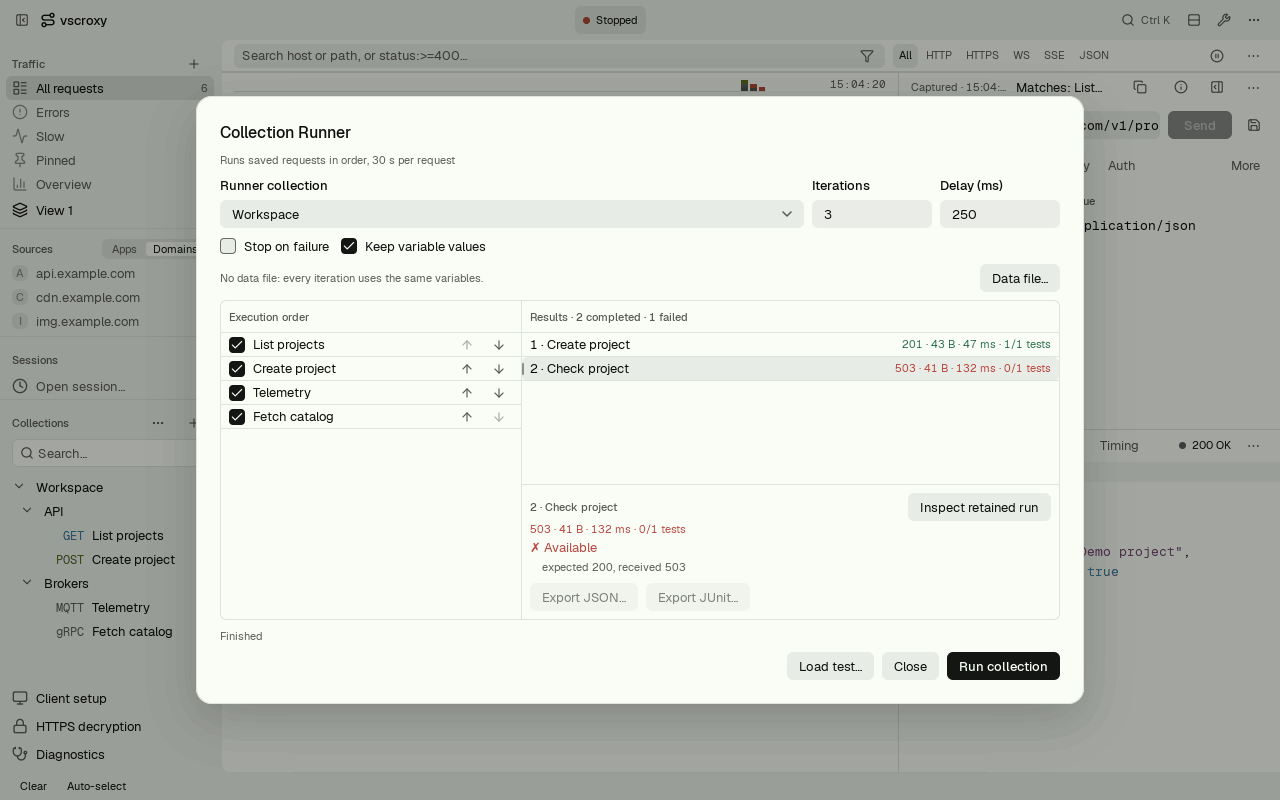 vscroxy
Stopped
Ctrl K
Traffic
All requests 6
Errors
Slow
Pinned
Overview
View 1
Sources Apps Domains
A api.example.com
C cdn.example.com
I img.example.com
Sessions
Open session...
Collections
Search...
Workspace
API
GET List projects
POST Create project
Brokers
MQTT Telemetry
gRPC Fetch catalog
Client setup
HTTPS decryption
Diagnostics
Clear Auto-select
Search host or path, or status:>=400...
All HTTP HTTPS WS SSE JSON
15:04:20
Captured · 15:04:... Matches: List...
com/v1/pro Send
y Auth More
ue
plication/json
Timing 200 OK
Demo project",
true
Collection Runner
Runs saved requests in order, 30 s per request
Runner collection Iterations Delay (ms)
Workspace 3 250
Stop on failure Keep variable values
No data file: every iteration uses the same variables. Data file...
Execution order
List projects
Create project
Telemetry
Fetch catalog
Results · 2 completed · 1 failed
1 · Create project 201 · 43 B · 47 ms · 1/1 tests
2 · Check project 503 · 41 B · 132 ms · 0/1 tests
2 · Check project Inspect retained run
503 · 41 B · 132 ms · 0/1 tests
✗ Available
expected 200, received 503
Export JSON... Export JUnit...
Finished
Load test... Close Run collection